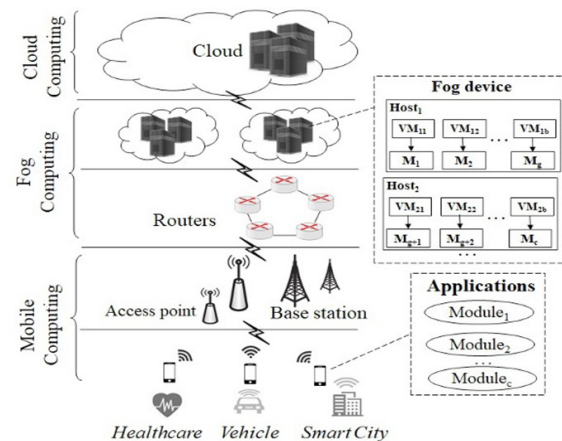 Cloud
Computing
Cloud
Fog
Computing
Routers
Mobile
Computing
Access point
Base station
Healthcare
Vehicle
Smart City
Fog device
Host1
VM11 VM12 ... VM1b
M1 M2 Mg
Host2
VM21 VM22 ... VM2b
Mg+1 Mg+2 Mc
...
Applications
Module1
Module2
...
Modulec